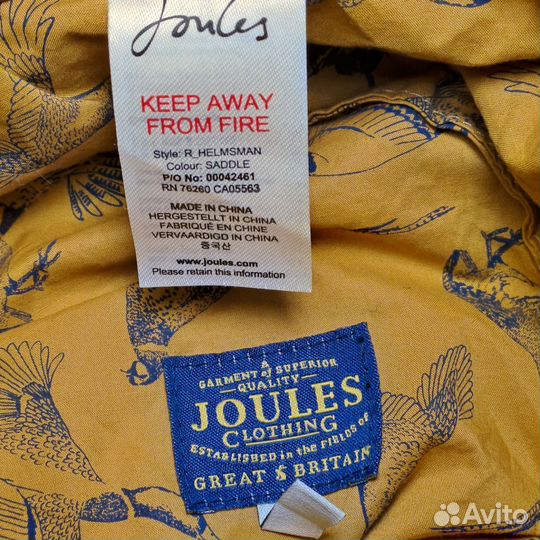 Joules
KEEP AWAY
FROM FIRE
Style: R_HELMSMAN
Colour: SADDLE
P/O No: 00042461
RN 76260 CA05563
MADE IN CHINA
HERGESTELLT IN CHINA
FABRIQUÉ EN CHINE
VERVAARDIGD IN CHINA
중국산
www.joules.com
Please retain this information
GARMENT of SUPERIOR
QUALITY
JOULES
CLOTHING
ESTABLISHED in the FIELDS OF
GREAT & BRITAIN
Avito